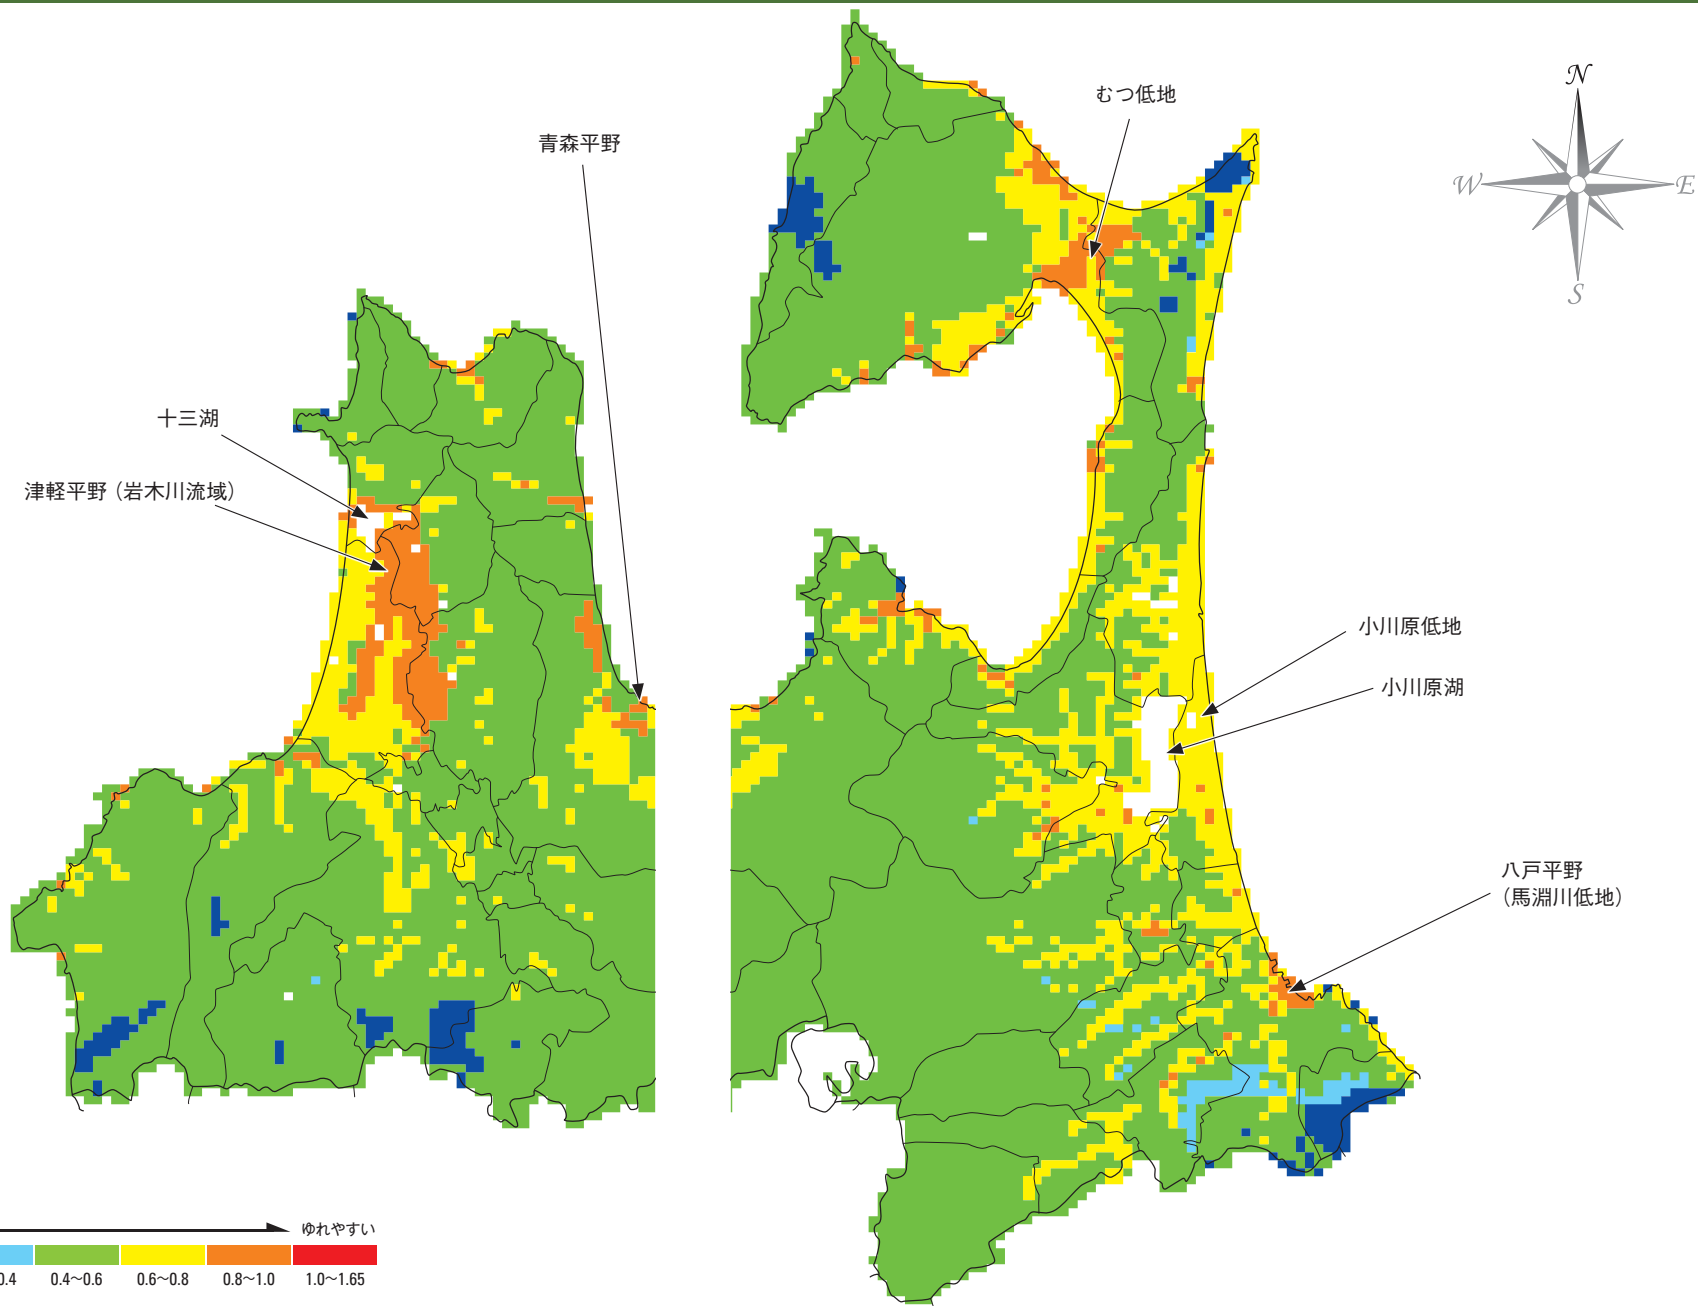 むつ低地
N
青森平野
W
E
S
十三湖
津軽平野（岩木川流域）
小川原低地
小川原湖
八戸平野
（馬淵川低地）
ゆれやすい
0.4
0.4～0.6
0.6～0.8
0.8～1.0
1.0～1.65